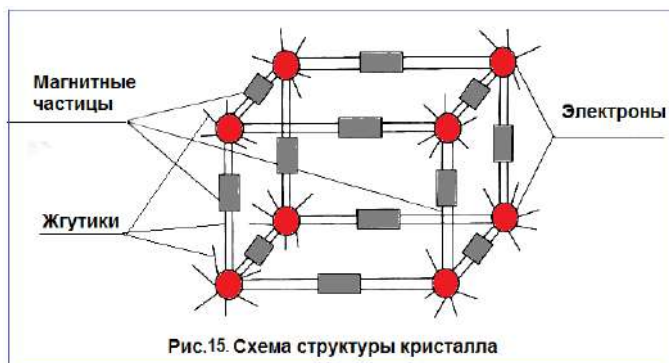 Магнитные
частицы
Электроны
Жгутики
Рис.15. Схема структуры кристалла